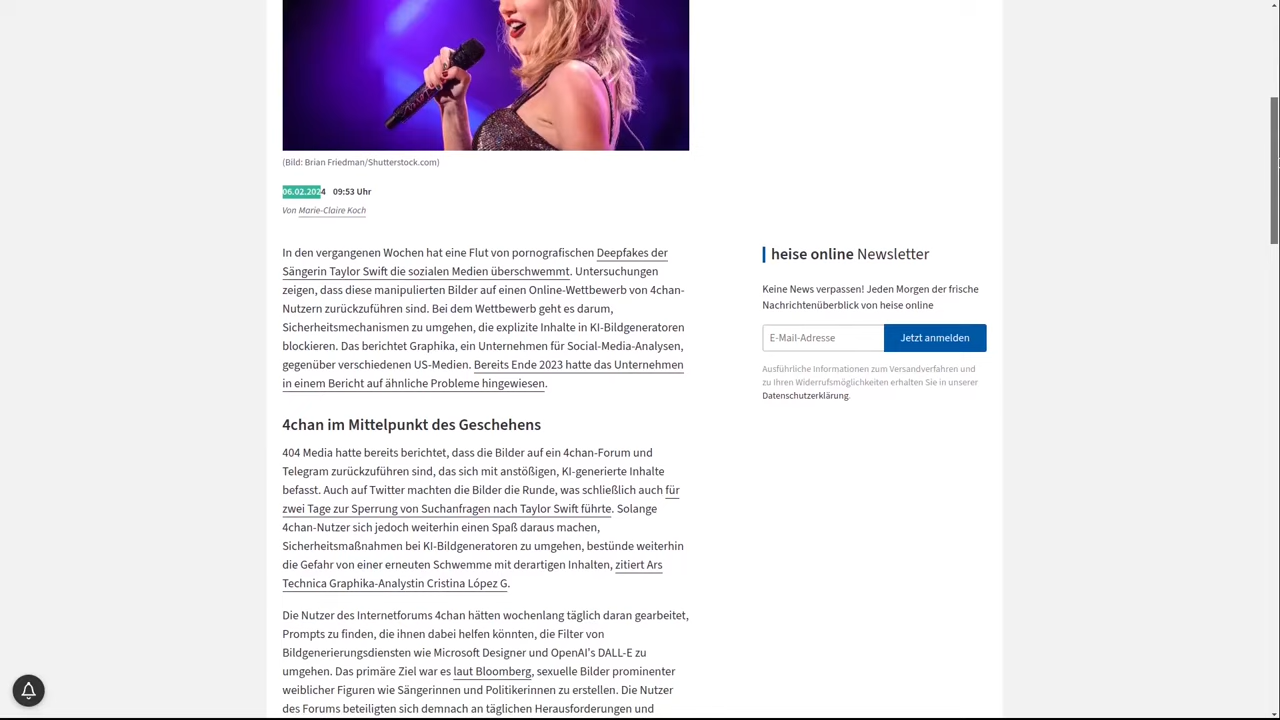 (Bild: Brian Friedman/Shutterstock.com)
06.02.2024 09:53 Uhr
Von Marie-Claire Koch
In den vergangenen Wochen hat eine Flut von pornografischen Deepfakes der
Sängerin Taylor Swift die sozialen Medien überschwemmt. Untersuchungen
zeigen, dass diese manipulierten Bilder auf einen Online-Wettbewerb von 4chan-
Nutzern zurückzuführen sind. Bei dem Wettbewerb geht es darum,
Sicherheitsmechanismen zu umgehen, die explizite Inhalte in KI-Bildgeneratoren
blockieren. Das berichtet Graphika, ein Unternehmen für Social-Media-Analysen,
gegenüber verschiedenen US-Medien. Bereits Ende 2023 hatte das Unternehmen
in einem Bericht auf ähnliche Probleme hingewiesen.
4chan im Mittelpunkt des Geschehens
404 Media hatte bereits berichtet, dass die Bilder auf ein 4chan-Forum und
Telegram zurückzuführen sind, das sich mit anstößigen, KI-generierte Inhalte
befasst. Auch auf Twitter machten die Bilder die Runde, was schließlich auch für
zwei Tage zur Sperrung von Suchanfragen nach Taylor Swift führte. Solange
4chan-Nutzer sich jedoch weiterhin einen Spaß daraus machen,
Sicherheitsmaßnahmen bei KI-Bildgeneratoren zu umgehen, bestünde weiterhin
die Gefahr von einer erneuten Schwemme mit derartigen Inhalten, zitiert Ars
Technica Graphika-Analystin Cristina López G.
Die Nutzer des Internetforums 4chan hätten wochenlang täglich daran gearbeitet,
Prompts zu finden, die ihnen dabei helfen könnten, die Filter von
Bildgenerierungsdiensten wie Microsoft Designer und OpenAI's DALL-E zu
umgehen. Das primäre Ziel war es laut Bloomberg, sexuelle Bilder prominenter
weiblicher Figuren wie Sängerinnen und Politikerinnen zu erstellen. Die Nutzer
des Forums beteiligten sich demnach an täglichen Herausforderungen und
heise online Newsletter
Keine News verpassen! Jeden Morgen der frische
Nachrichtenüberblick von heise online
E-Mail-Adresse
Jetzt anmelden
Ausführliche Informationen zum Versandverfahren und
zu Ihren Widerrufsmöglichkeiten erhalten Sie in unserer
Datenschutzerklärung.